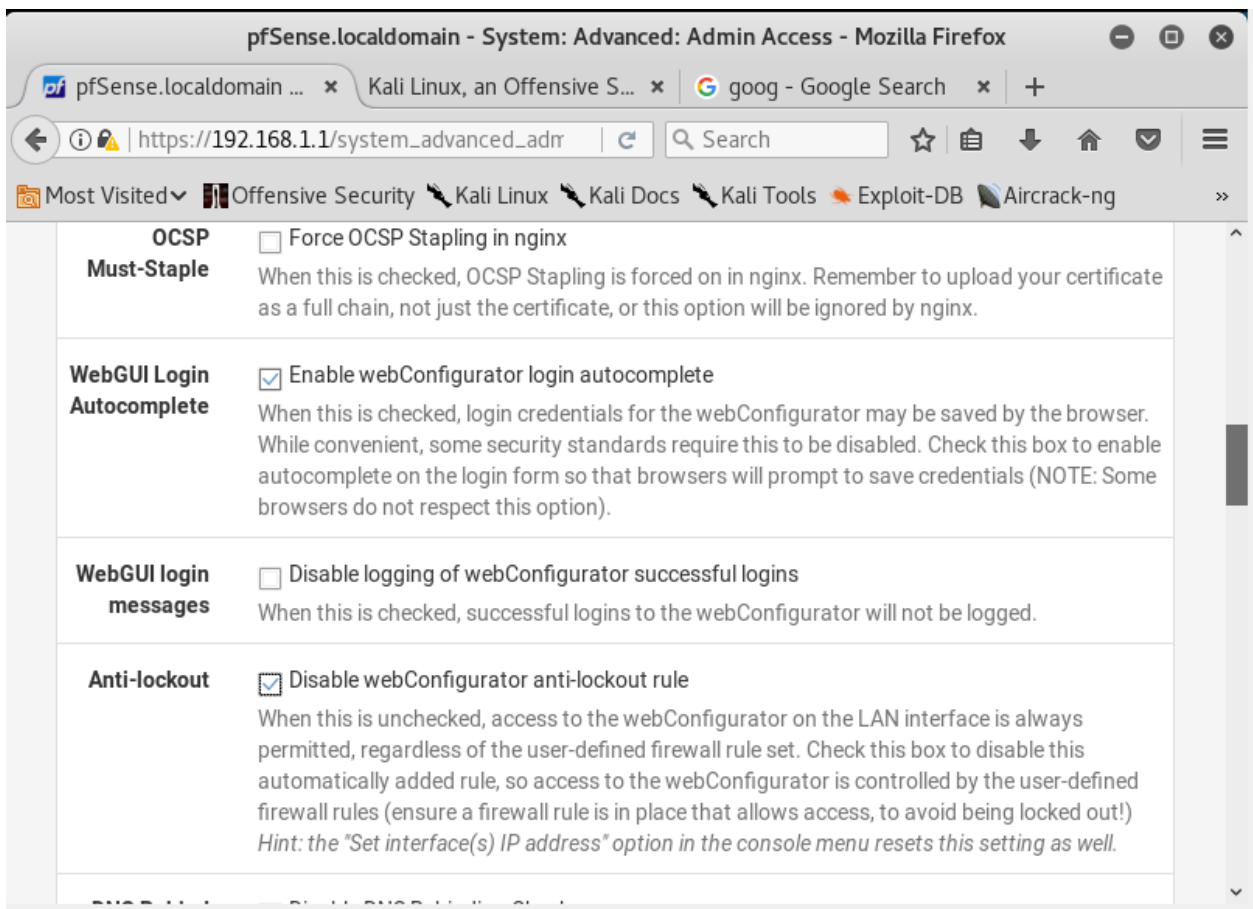 pfSense.localdomain - System: Advanced: Admin Access - Mozilla Firefox
pfSense.localdomain ... Kali Linux, an Offensive S... goog - Google Search
https://192.168.1.1/system_advanced_adm Search
Most Visited Offensive Security Kali Linux Kali Docs Kali Tools Exploit-DB Aircrack-ng »
OCSP Force OCSP Stapling in nginx
Must-Staple When this is checked, OCSP Stapling is forced on in nginx. Remember to upload your certificate
as a full chain, not just the certificate, or this option will be ignored by nginx.
WebGUI Login Enable webConfigurator login autocomplete
Autocomplete When this is checked, login credentials for the webConfigurator may be saved by the browser.
While convenient, some security standards require this to be disabled. Check this box to enable
autocomplete on the login form so that browsers will prompt to save credentials (NOTE: Some
browsers do not respect this option).
WebGUI login Disable logging of webConfigurator successful logins
messages When this is checked, successful logins to the webConfigurator will not be logged.
Anti-lockout Disable webConfigurator anti-lockout rule
When this is unchecked, access to the webConfigurator on the LAN interface is always
permitted, regardless of the user-defined firewall rule set. Check this box to disable this
automatically added rule, so access to the webConfigurator is controlled by the user-defined
firewall rules (ensure a firewall rule is in place that allows access, to avoid being locked out!)
Hint: the "Set interface(s) IP address" option in the console menu resets this setting as well.